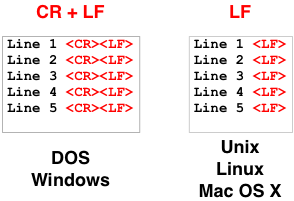 CR + LF
Line 1 <CR><LF>
Line 2 <CR><LF>
Line 3 <CR><LF>
Line 4 <CR><LF>
Line 5 <CR><LF>
DOS
Windows
LF
Line 1 <LF>
Line 2 <LF>
Line 3 <LF>
Line 4 <LF>
Line 5 <LF>
Unix
Linux
Mac OS X